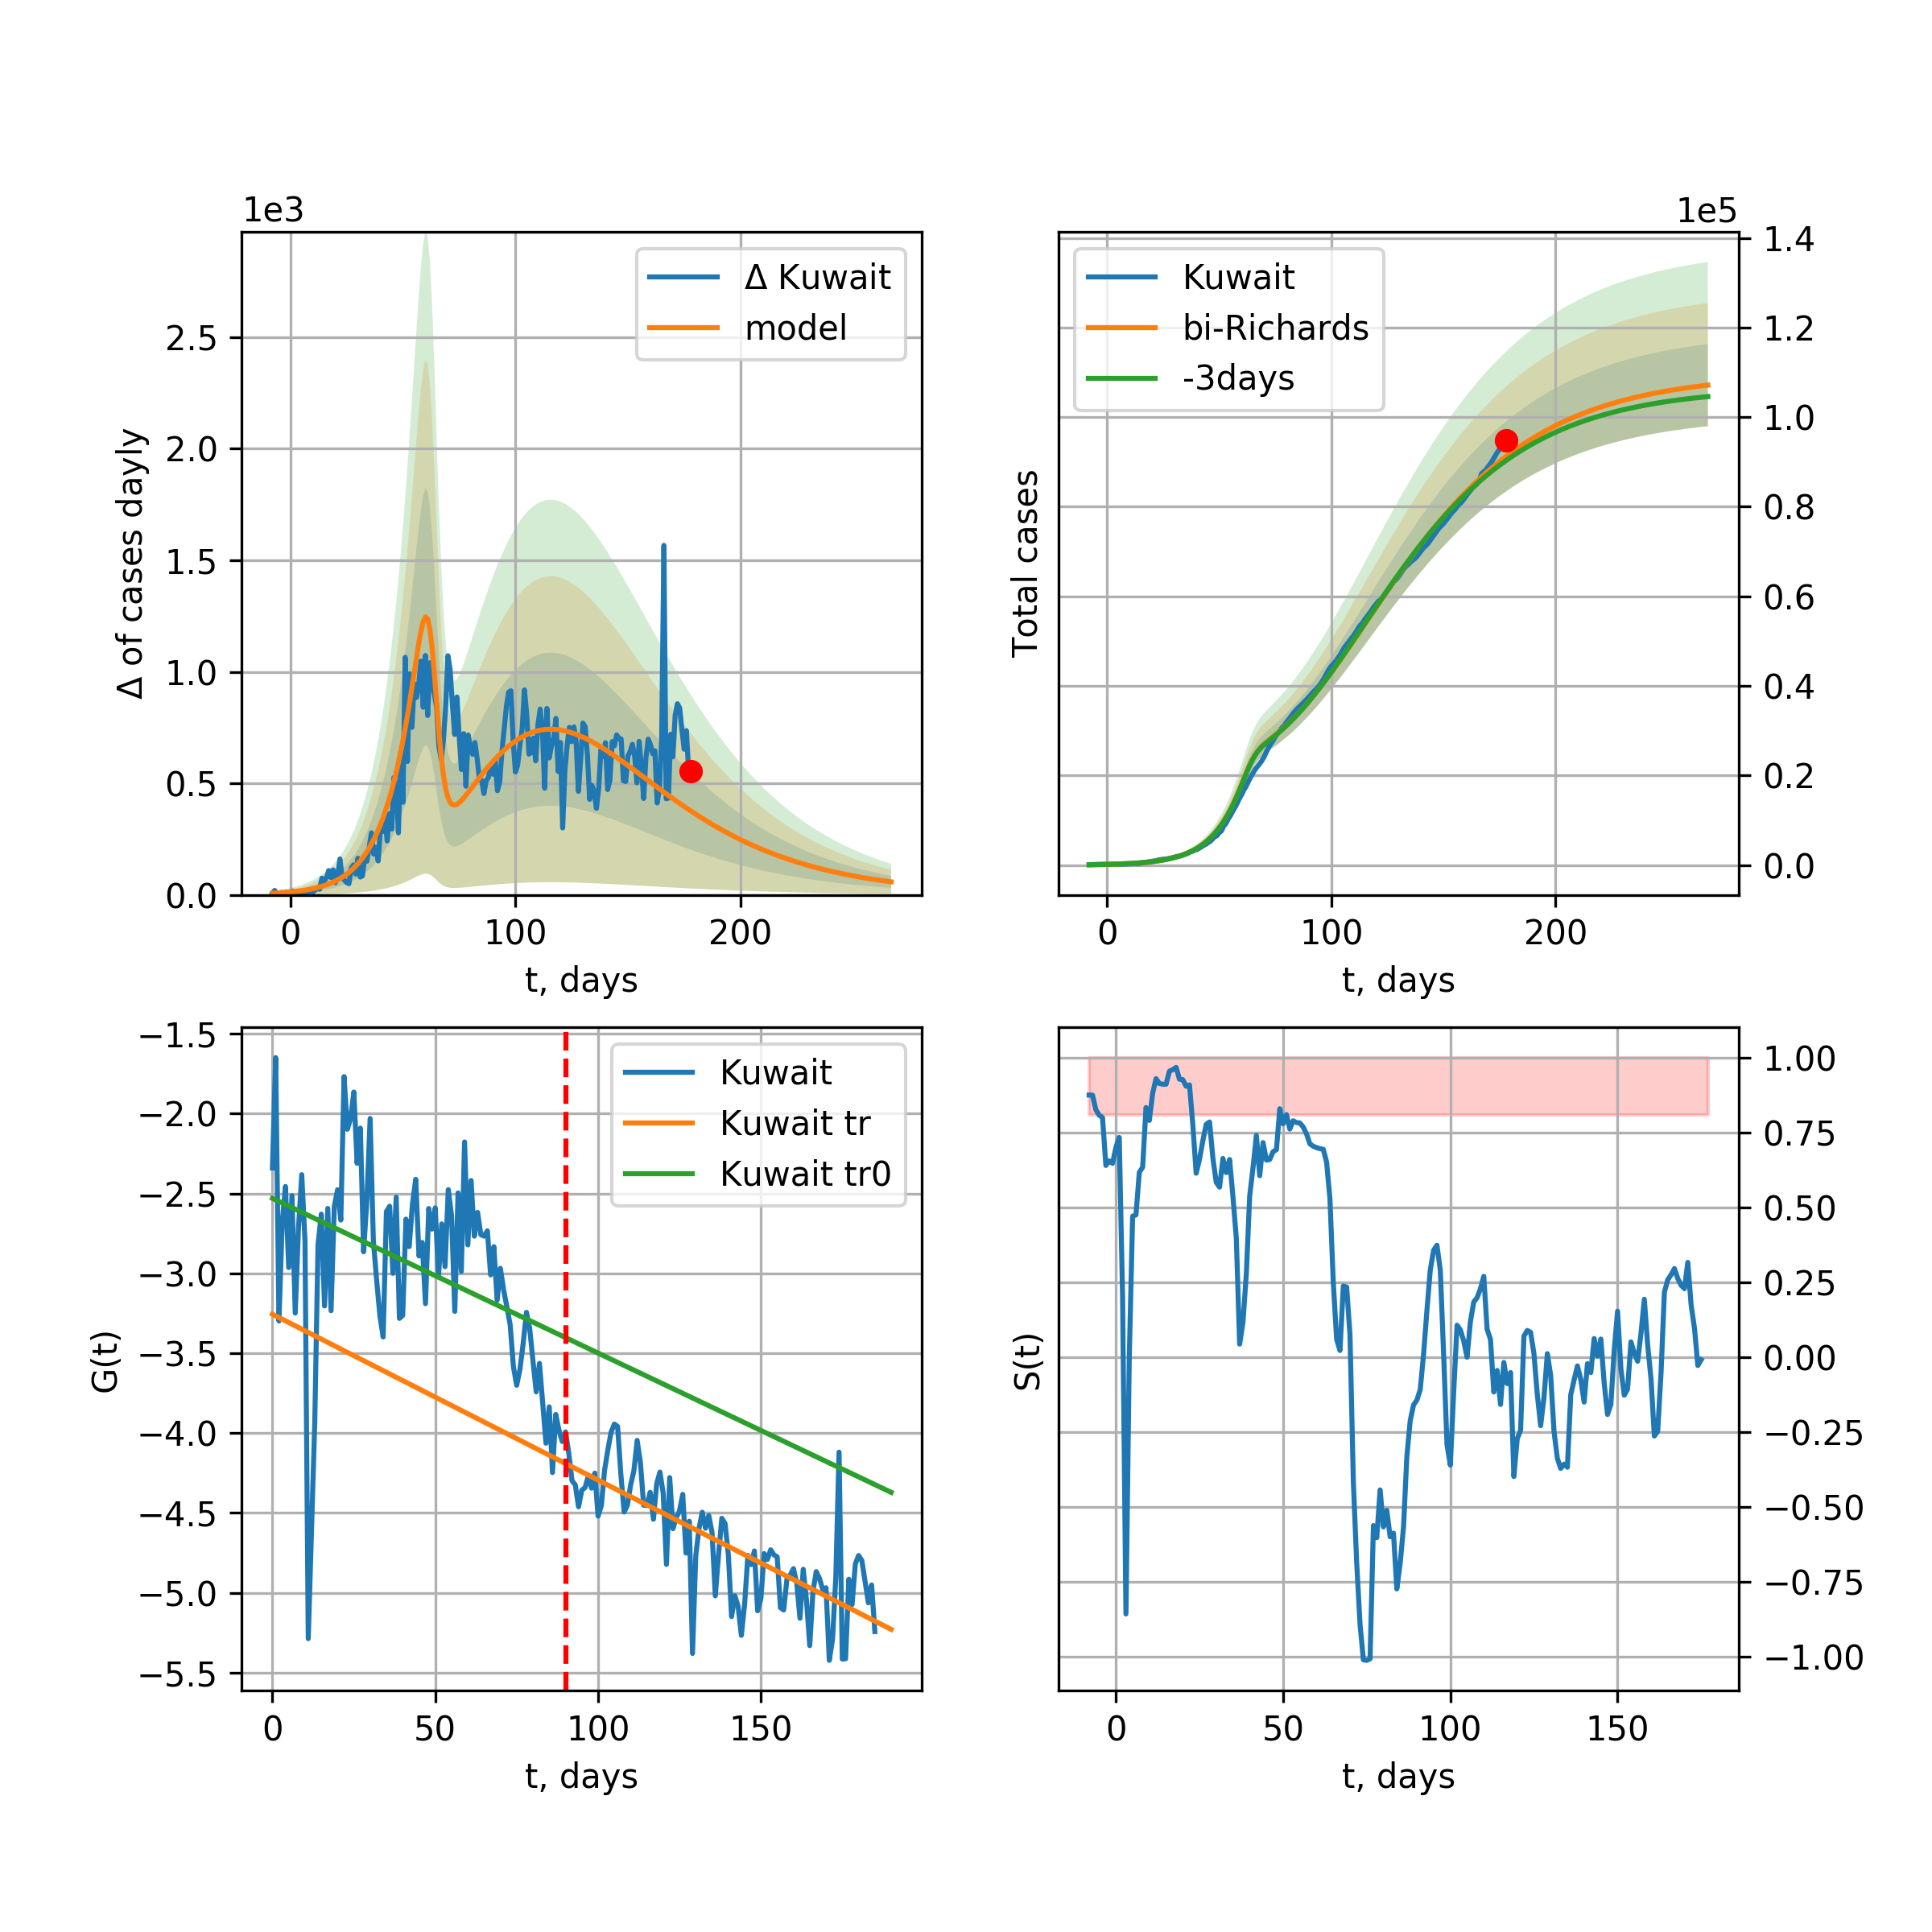 1e3
Δ of cases dayly
2.5
2.0
1.5
1.0
0.5
0.0
Δ Kuwait
model
0 100 200
t, days
1e5
Total cases
Kuwait
bi-Richards
-3days
1.4
1.2
1.0
0.8
0.6
0.4
0.2
0.0
0 100 200
t, days
G(t)
−1.5
−2.0
−2.5
−3.0
−3.5
−4.0
−4.5
−5.0
−5.5
Kuwait
Kuwait tr
Kuwait tr0
0 50 100 150
t, days
S(t)
1.00
0.75
0.50
0.25
0.00
−0.25
−0.50
−0.75
−1.00
0 50 100 150
t, days